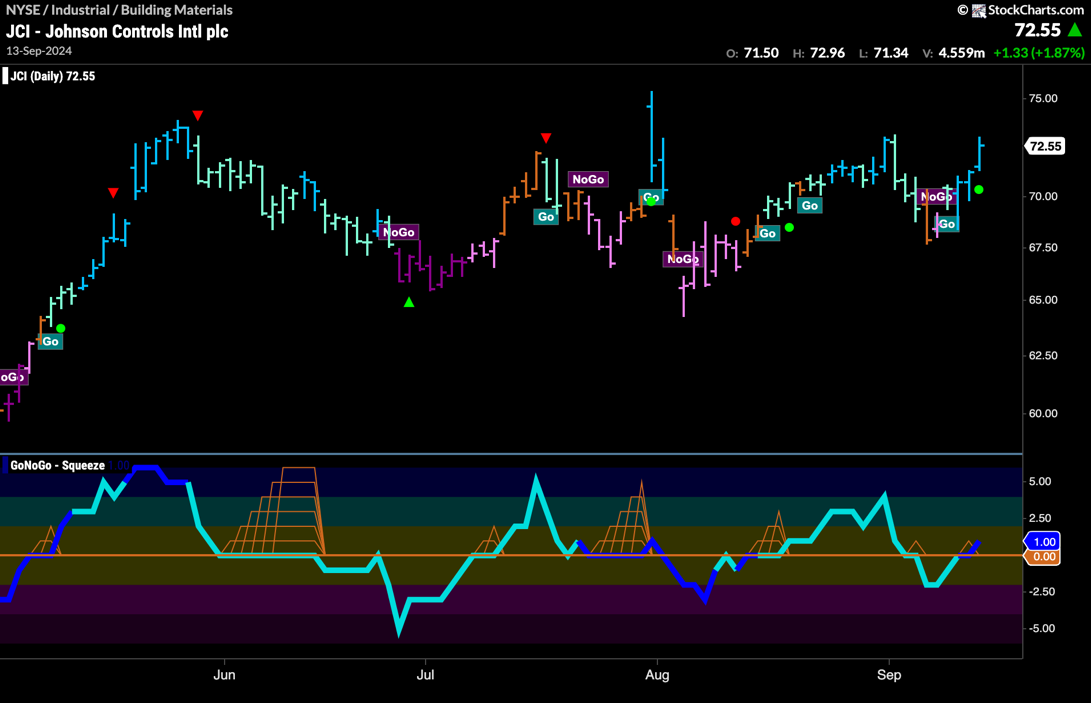 NYSE / Industrial / Building Materials
© StockCharts.com
JCI - Johnson Controls Intl plc
72.55
13-Sep-2024
O: 71.50 H: 72.96 L: 71.34 V: 4.559m +1.33 (+1.87%)
JCI (Daily) 72.55
75.00
72.55
70.00
67.50
65.00
62.50
60.00
NoGo
Go
NoGo
NoGo
Go
Go
NoGo
Go
Go
NoGo
Go
oGo
GoNoGo - Squeeze 1.00
5.00
2.50
1.00
0.00
-2.50
-5.00
Jun Jul Aug Sep